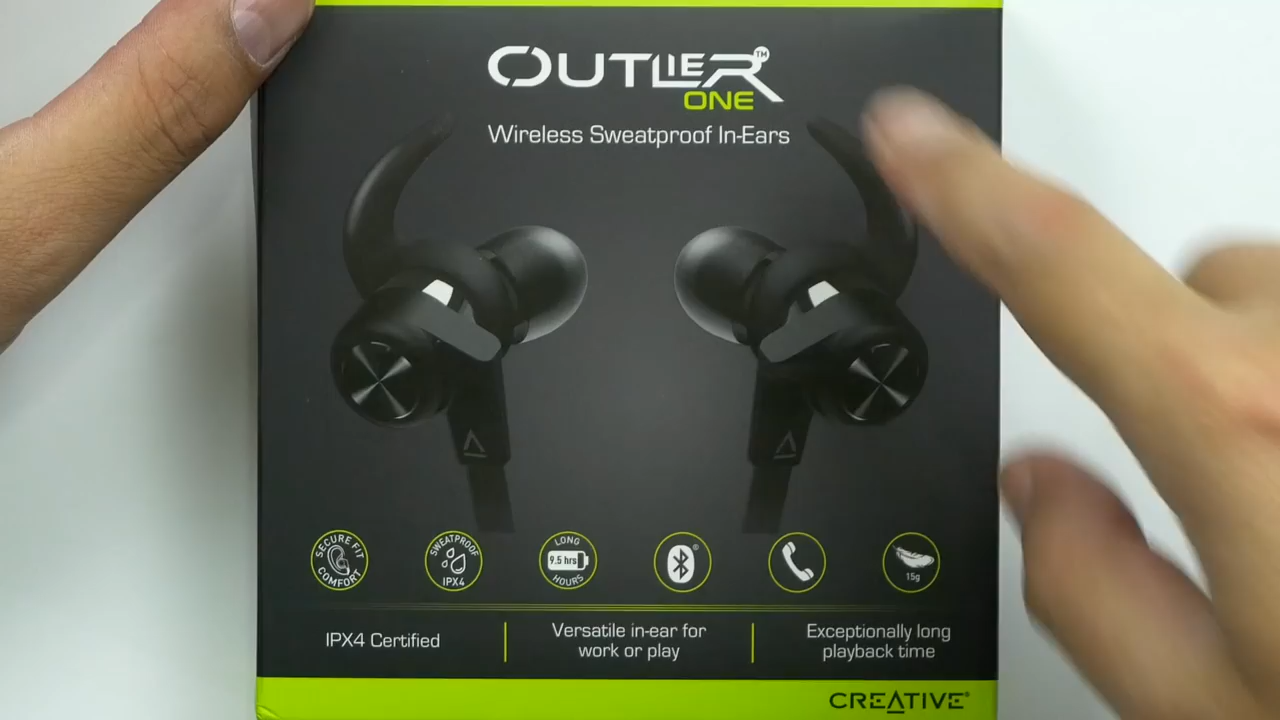 OUTLIER™
ONE
Wireless Sweatproof In-Ears
SECURE FIT
COMFORT
SWEATPROOF
IPX4
LONG
9.5 hrs
HOURS
®
15g
IPX4 Certified
Versatile in-ear for
work or play
Exceptionally long
playback time
CREATIVE®